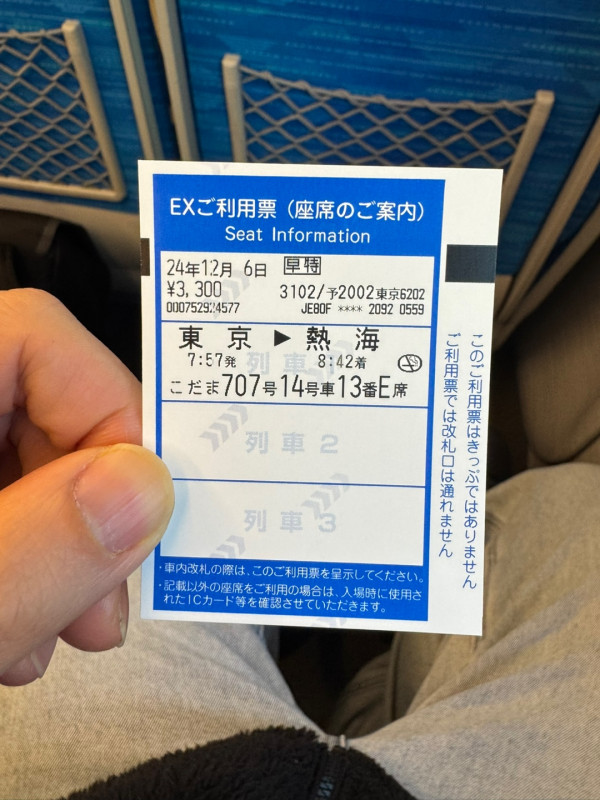 EXご利用票（座席のご案内）
Seat Information
24年12月 6日 早特
¥3,300 3102/予2002東京6202
000752924577 JE80F **** 2092 0559
東京 ▶ 熱海
7:57発 8:42着
こだま707号14号車13番E席
列車2
列車3
・車内改札の際は、このご利用票を呈示してください。
・記載以外の座席をご利用の場合は、入場時に使用さ
れたICカード等を確認させていただきます。
このご利用票はきっぷではありません
ご利用票では改札口は通れません